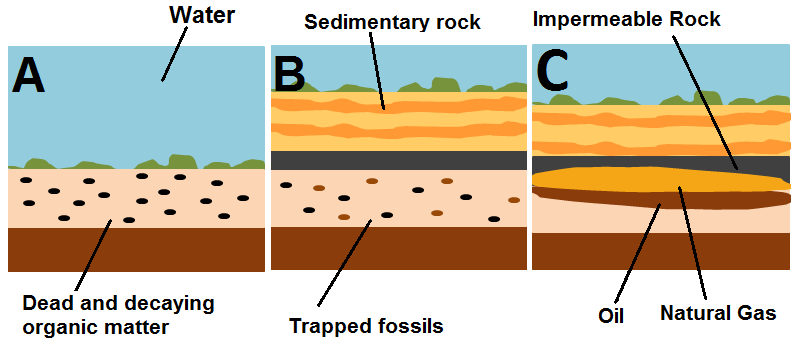 Water
Sedimentary rock
Impermeable Rock
A
B
C
Dead and decaying
organic matter
Trapped fossils
Oil
Natural Gas